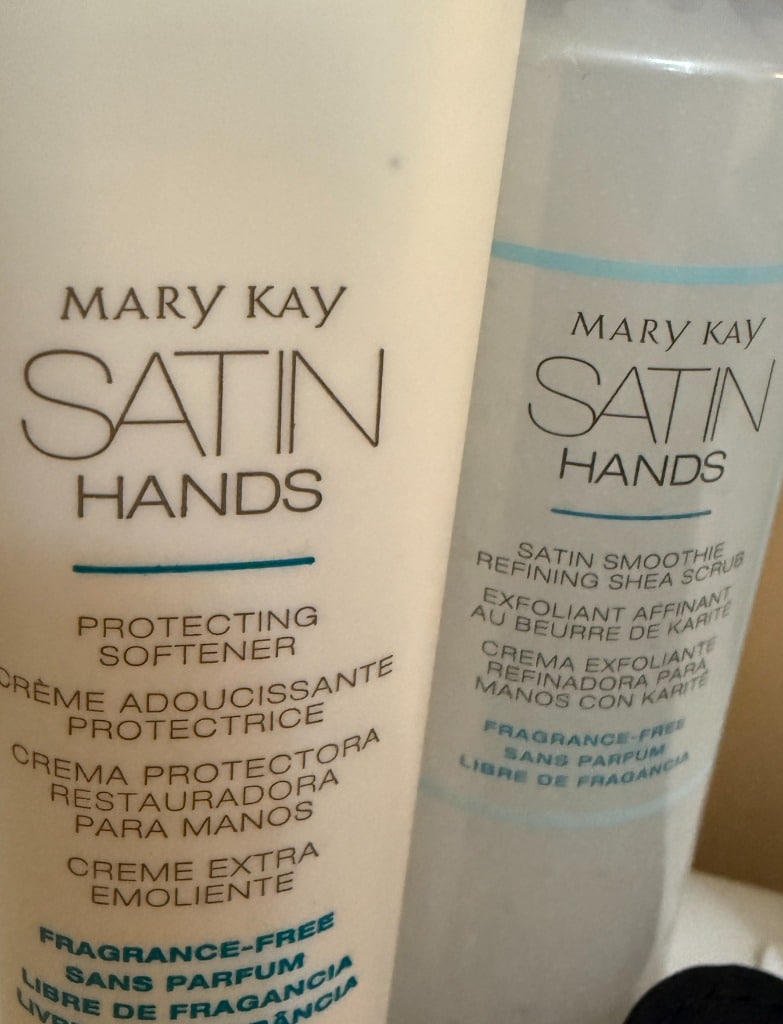 MARY KAY
SATIN
HANDS
PROTECTING
SOFTENER
CRÈME ADOUCISSANTE
PROTECTRICE
CREMA PROTECTORA
RESTAURADORA
PARA MANOS
CREME EXTRA
EMOLIENTE
FRAGRANCE-FREE
SANS PARFUM
LIBRE DE FRAGANCIA
MARY KAY
SATIN
HANDS
SATIN SMOOTHIE
REFINING SHEA SCRUB
EXFOLIANT AFFINANT
AU BEURRE DE KARITÉ
CREMA EXFOLIANTE
REFINADORA PARA
MANOS CON KARITÉ
FRAGRANCE-FREE
SANS PARFUM
LIBRE DE FRAGANCIA